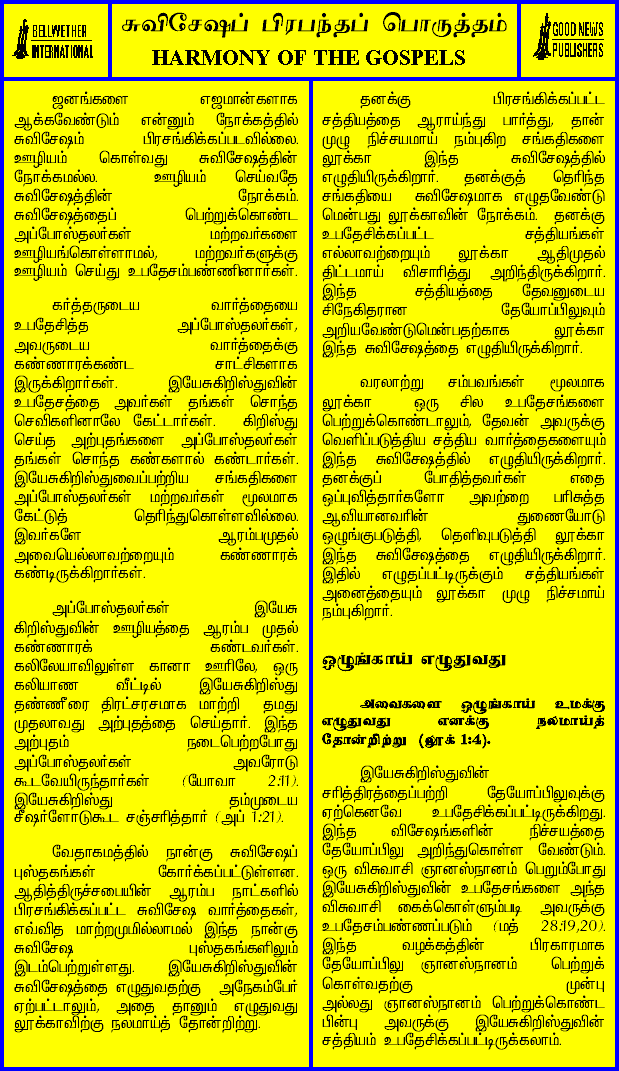 BELLWETHER
INTERNATIONAL
சுவிசேஷப் பிரபந்தப் பொருத்தம்
HARMONY OF THE GOSPELS
GOOD NEWS
PUBLISHERS
ஜனங்களை எஜமான்களாக
ஆக்கவேண்டும் என்னும் நோக்கத்தில்
சுவிசேஷம் பிரசங்கிக்கப்படவில்லை.
ஊழியம் கொள்வது சுவிசேஷத்தின்
நோக்கமல்ல. ஊழியம் செய்வதே
சுவிசேஷத்தின் நோக்கம்.
சுவிசேஷத்தைப் பெற்றுக்கொண்ட
அப்போஸ்தலர்கள் மற்றவர்களை
ஊழியங்கொள்ளாமல், மற்றவர்களுக்கு
ஊழியம் செய்து உபதேசம்பண்ணினார்கள்.
கர்த்தருடைய வார்த்தையை
உபதேசித்த அப்போஸ்தலர்கள்,
அவருடைய வார்த்தைக்கு
கண்ணாரக்கண்ட சாட்சிகளாக
இருக்கிறார்கள். இயேசுகிறிஸ்துவின்
உபதேசத்தை அவர்கள் தங்கள் சொந்த
செவிகளினாலே கேட்டார்கள். கிறிஸ்து
செய்த அற்புதங்களை அப்போஸ்தலர்கள்
தங்கள் சொந்த கண்களால் கண்டார்கள்.
இயேசுகிறிஸ்துவைப்பற்றிய சங்கதிகளை
அப்போஸ்தலர்கள் மற்றவர்கள் மூலமாக
கேட்டுத் தெரிந்துகொள்ளவில்லை.
இவர்களே ஆரம்பமுதல்
அவையெல்லாவற்றையும் கண்ணாரக்
கண்டிருக்கிறார்கள்.
அப்போஸ்தலர்கள் இயேசு
கிறிஸ்துவின் ஊழியத்தை ஆரம்ப முதல்
கண்ணாரக் கண்டவர்கள்.
கலிலேயாவிலுள்ள கானா ஊரிலே, ஒரு
கலியாண வீட்டில் இயேசுகிறிஸ்து
தண்ணீரை திரட்சரசமாக மாற்றி தமது
முதலாவது அற்புதத்தை செய்தார். இந்த
அற்புதம் நடைபெற்றபோது
அப்போஸ்தலர்கள் அவரோடு
கூடவேயிருந்தார்கள் (யோவா 2:11).
இயேசுகிறிஸ்து தம்முடைய
சீஷர்ளோடுகூட சஞ்சரித்தார் (அப் 1:21).
வேதாகமத்தில் நான்கு சுவிசேஷப்
புஸ்தகங்கள் கோர்க்கப்பட்டுள்ளன.
ஆதித்திருச்சபையின் ஆரம்ப நாட்களில்
பிரசங்கிக்கப்பட்ட சுவிசேஷ வார்த்தைகள்,
எவ்வித மாற்றமுமில்லாமல் இந்த நான்கு
சுவிசேஷ புஸ்தகங்களிலும்
இடம்பெற்றுள்ளது. இயேசுகிறிஸ்துவின்
சுவிசேஷத்தை எழுதுவதற்கு அநேகம்பேர்
ஏற்பட்டாலும், அதை தானும் எழுதுவது
லூக்காவிற்கு நலமாய்த் தோன்றிற்று.
தனக்கு பிரசங்கிக்கப்பட்ட
சத்தியத்தை ஆராய்ந்து பார்த்து, தான்
முழு நிச்சயமாய் நம்புகிற சங்கதிகளை
லூக்கா இந்த சுவிசேஷத்தில்
எழுதியிருக்கிறார். தனக்குத் தெரிந்த
சங்கதியை சுவிசேஷமாக எழுதவேண்டு
மென்பது லூக்காவின் நோக்கம். தனக்கு
உபதேசிக்கப்பட்ட சத்தியங்கள்
எல்லாவற்றையும் லூக்கா ஆதிமுதல்
திட்டமாய் விசாரித்து அறிந்திருக்கிறார்.
இந்த சத்தியத்தை தேவனுடைய
சிநேகிதரான தேயோப்பிலுவும்
அறியவேண்டுமென்பதற்காக லூக்கா
இந்த சுவிசேஷத்தை எழுதியிருக்கிறார்.
வரலாற்று சம்பவங்கள் மூலமாக
லூக்கா ஒரு சில உபதேசங்களை
பெற்றுக்கொண்டாலும், தேவன் அவருக்கு
வெளிப்படுத்திய சத்திய வார்த்தைகளையும்
இந்த சுவிசேஷத்தில் எழுதியிருக்கிறார்.
தனக்குப் போதித்தவர்கள் எதை
ஒப்புவித்தார்களோ அவற்றை பரிசுத்த
ஆவியானவரின் துணையோடு
ஒழுங்குபடுத்தி, தெளிவுபடுத்தி லூக்கா
இந்த சுவிசேஷத்தை எழுதியிருக்கிறார்.
இதில் எழுதப்பட்டிருக்கும் சத்தியங்கள்
அனைத்தையும் லூக்கா முழு நிச்சமாய்
நம்புகிறார்.
ஒழுங்காய் எழுதுவது
அவைகளை ஒழுங்காய் உமக்கு
எழுதுவது எனக்கு நலமாய்த்
தோன்றிற்று (லூக் 1:4).
இயேசுகிறிஸ்துவின்
சரித்திரத்தைப்பற்றி தேயோப்பிலுவுக்கு
ஏற்கெனவே உபதேசிக்கப்பட்டிருக்கிறது.
இந்த விசேஷங்களின் நிச்சயத்தை
தேயோப்பிலு அறிந்துகொள்ள வேண்டும்.
ஒரு விசுவாசி ஞானஸ்நானம் பெறும்போது
இயேசுகிறிஸ்துவின் உபதேசங்களை அந்த
விசுவாசி கைக்கொள்ளும்படி அவருக்கு
உபதேசம்பண்ணப்படும் (மத் 28:19,20).
இந்த வழக்கத்தின் பிரகாரமாக
தேயோப்பிலு ஞானஸ்நானம் பெற்றுக்
கொள்வதற்கு முன்பு
அல்லது ஞானஸ்நானம் பெற்றுக்கொண்ட
பின்பு அவருக்கு இயேசுகிறிஸ்துவின்
சத்தியம் உபதேசிக்கப்பட்டிருக்கலாம்.